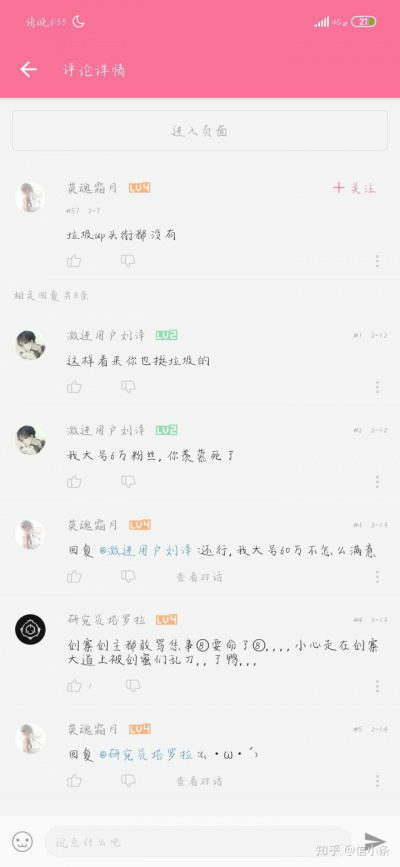 傍晚6:55
4G 21
评论详情
进入页面
英魂霜月 LV4
+ 关注
#57 2-7
垃圾up头衔都没有
相关回复共8条
激进用户刘泽 LV2
#1 2-12
这样看来你也挺垃圾的
激进用户刘泽 LV2
#2 2-12
我大号6万粉丝,你羡慕死了
英魂霜月 LV4
#3 2-14
回复 @激进用户刘泽 :还行,我大号60万不怎么满意
查看对话
研究员塔罗拉 LV4
#4 2-14
创寨创主都敢骂您事⑧要命了⑧,,,,小心走在创寨
大道上被创蜜们乱刀,,了鸭,,,
1
英魂霜月 LV4
#5 2-14
回复 @研究员塔罗拉 :(´・ω・`)
查看对话
说点什么吧
知乎 @信小条